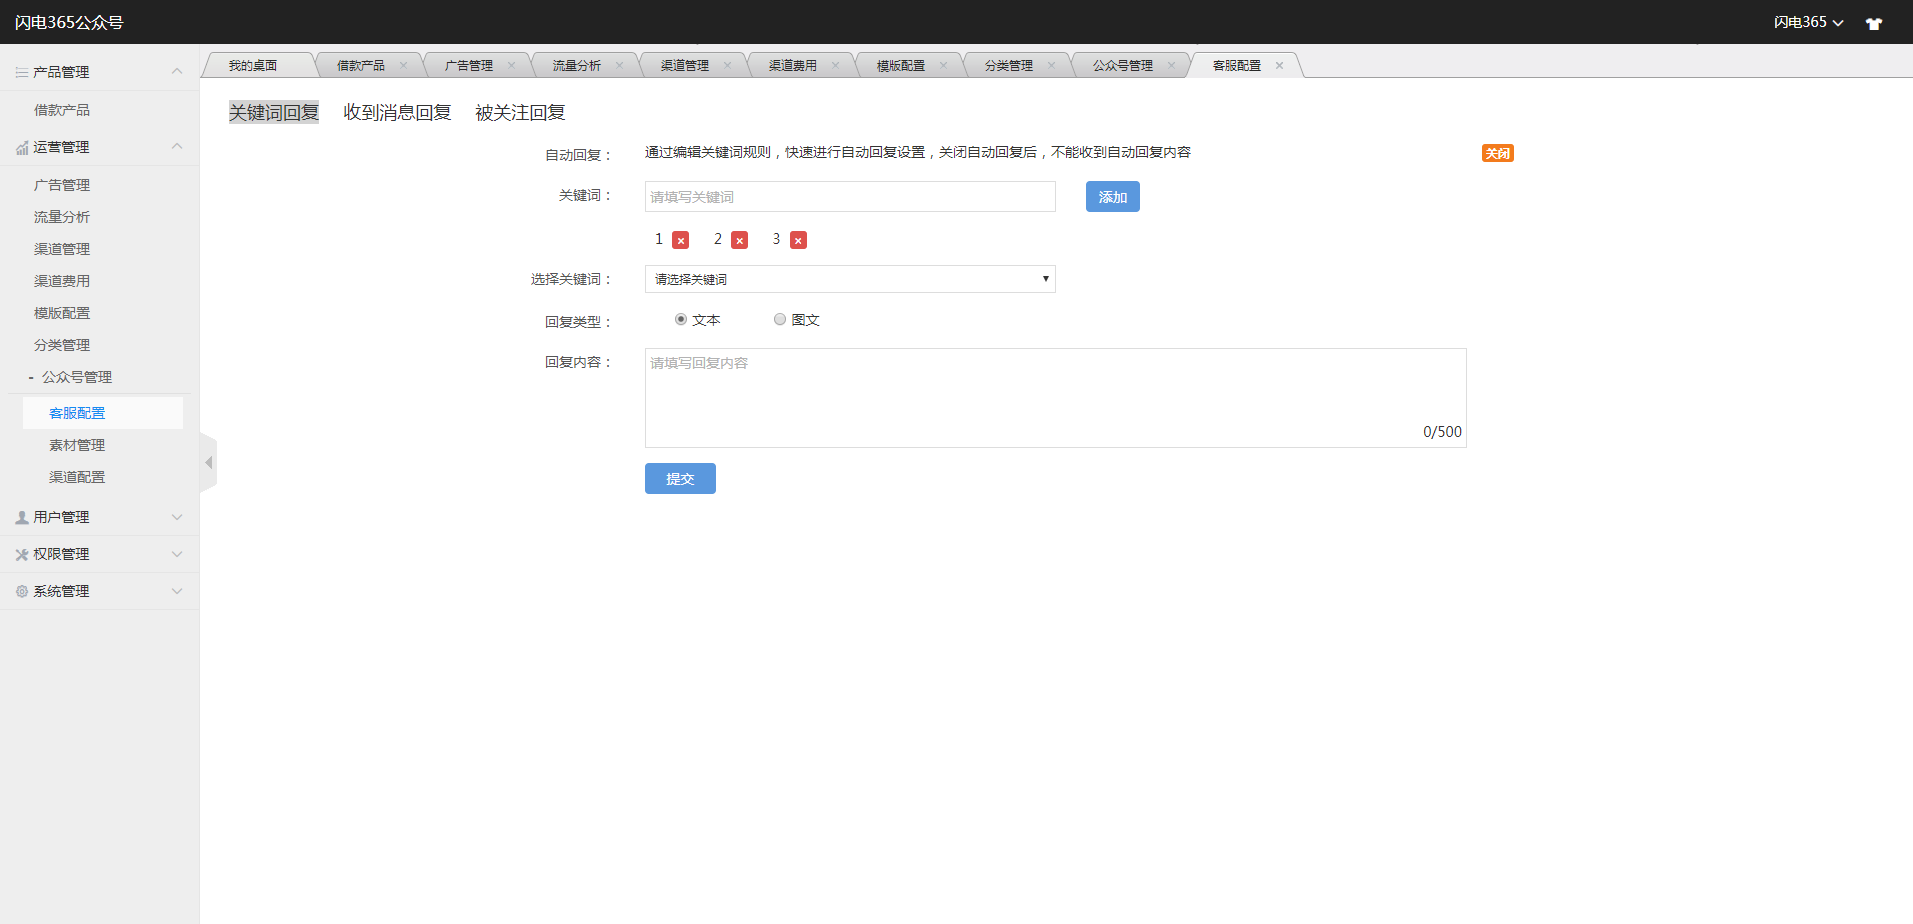 闪电365公众号
闪电365
产品管理
借款产品
运营管理
广告管理
流量分析
渠道管理
渠道费用
模版配置
分类管理
- 公众号管理
客服配置
素材管理
渠道配置
用户管理
权限管理
系统管理
我的桌面 借款产品 广告管理 流量分析 渠道管理 渠道费用 模版配置 分类管理 公众号管理 客服配置
关键词回复 收到消息回复 被关注回复
自动回复： 通过编辑关键词规则，快速进行自动回复设置，关闭自动回复后，不能收到自动回复内容 关闭
关键词： 请填写关键词 添加
1 2 3
选择关键词： 请选择关键词
回复类型： 文本 图文
回复内容： 请填写回复内容
0/500
提交